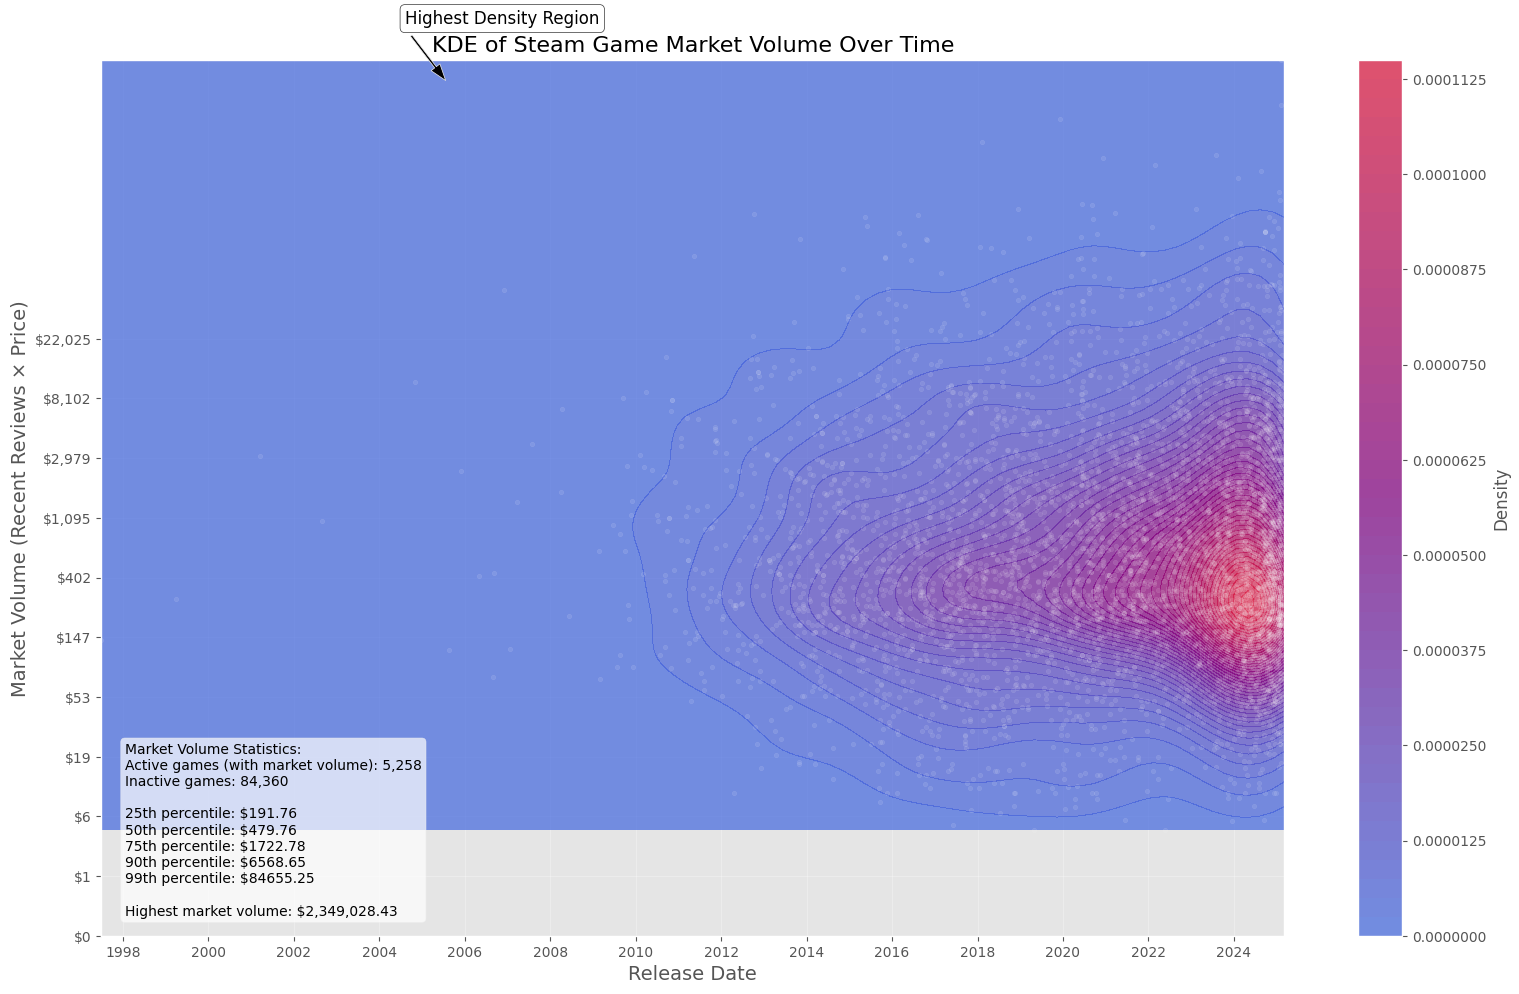 Highest Density Region
KDE of Steam Game Market Volume Over Time
Market Volume (Recent Reviews × Price)
$22,025
$8,102
$2,979
$1,095
$402
$147
$53
$19
$6
$1
$0
Market Volume Statistics:
Active games (with market volume): 5,258
Inactive games: 84,360
25th percentile: $191.76
50th percentile: $479.76
75th percentile: $1722.78
90th percentile: $6568.65
99th percentile: $84655.25
Highest market volume: $2,349,028.43
1998 2000 2002 2004 2006 2008 2010 2012 2014 2016 2018 2020 2022 2024
Release Date
0.0001125
0.0001000
0.0000875
0.0000750
0.0000625
0.0000500
0.0000375
0.0000250
0.0000125
0.0000000
Density